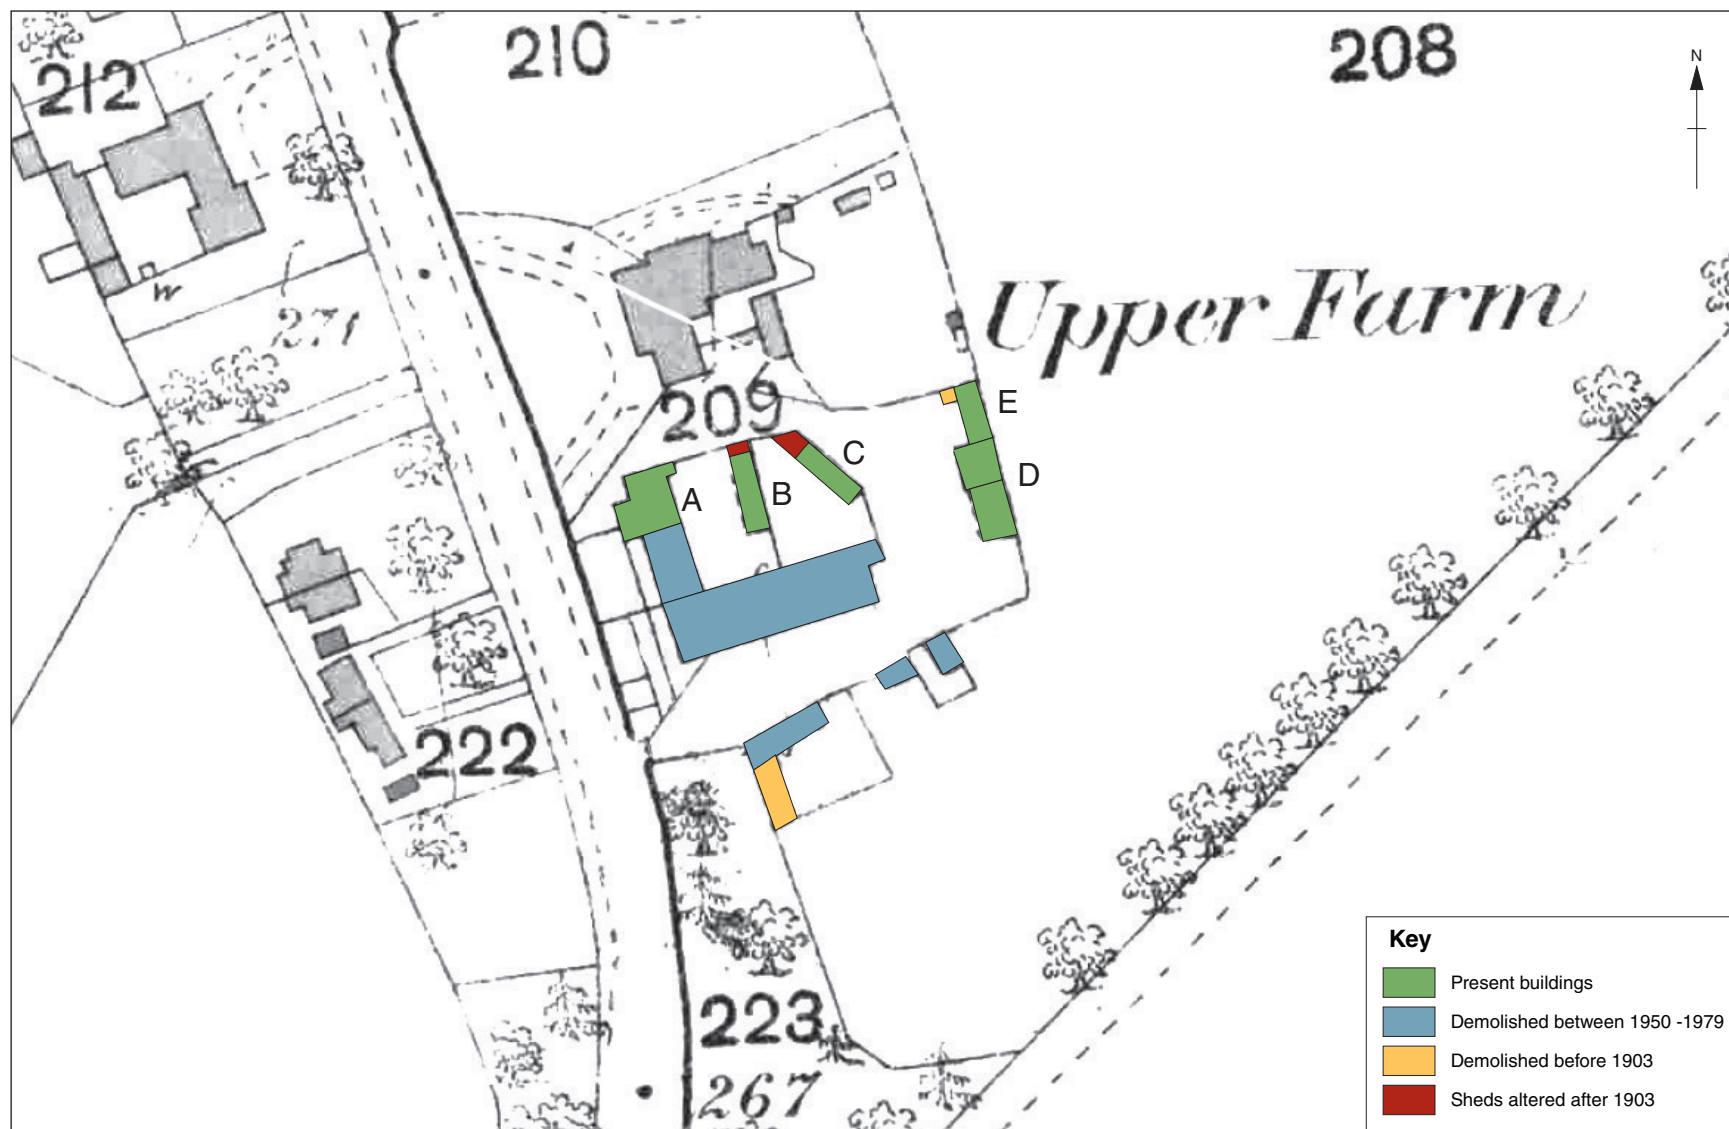 210
208
N
212
Upper Farm
271
209
E
C
D
A
B
222
223
267
W
Key
Present buildings
Demolished between 1950 -1979
Demolished before 1903
Sheds altered after 1903